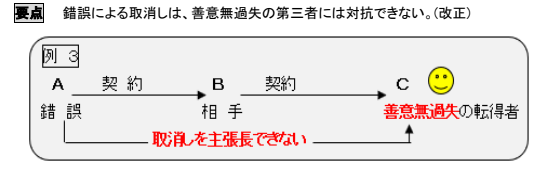 要点 錯誤による取消しは、善意無過失の第三者には対抗できない。(改正)
例 3
A 契 約 B 契約 C
錯 誤 相 手 善意無過失の転得者
取消しを主張長できない